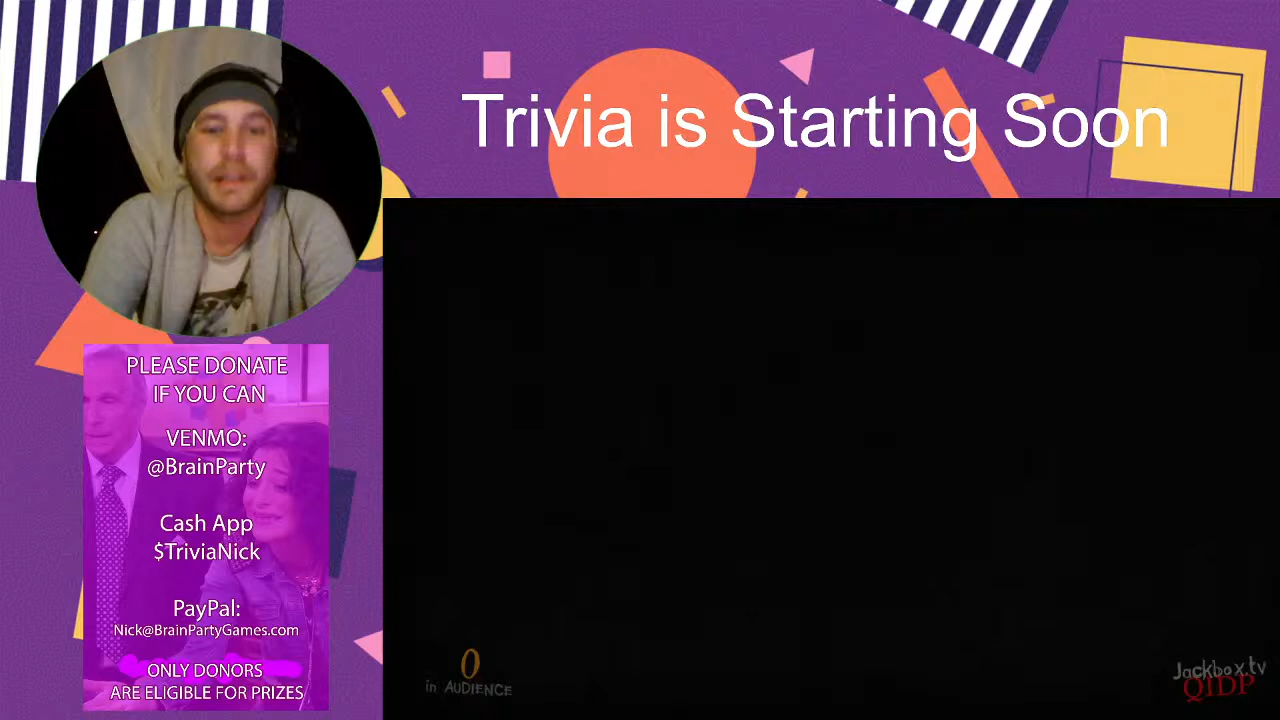 Trivia is Starting Soon
PLEASE DONATE
IF YOU CAN
VENMO:
@BrainParty
Cash App
$TriviaNick
PayPal:
Nick@BrainPartyGames.com
ONLY DONORS
ARE ELIGIBLE FOR PRIZES
0
in AUDIENCE
Jackbox.tv
QIDP